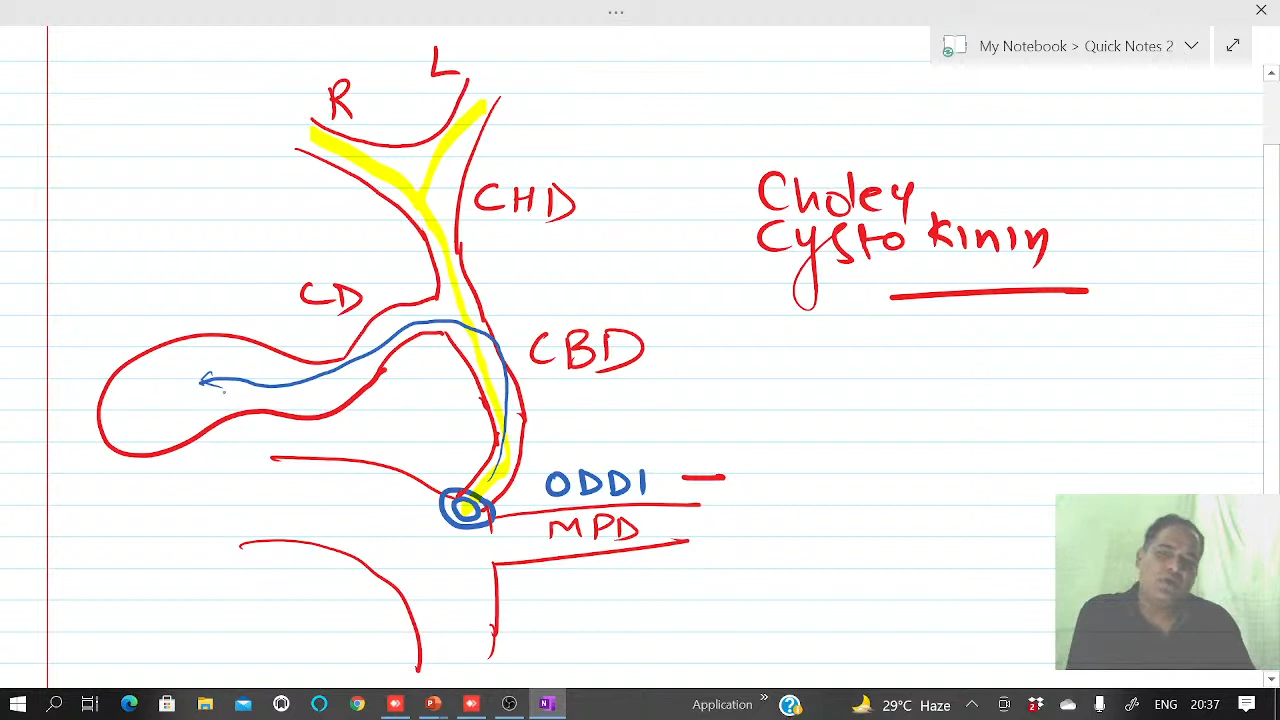 My Notebook > Quick Notes 2
L
R
CHD
Choley
Cysto kinin
CD
CBD
ODDI
MPD
Application
29°C Haze
ENG
20:37